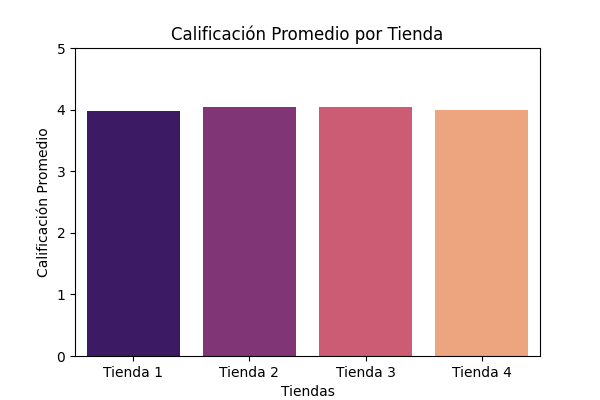 Calificación Promedio por Tienda
Calificación Promedio
5
4
3
2
1
0
Tienda 1
Tienda 2
Tienda 3
Tienda 4
Tiendas